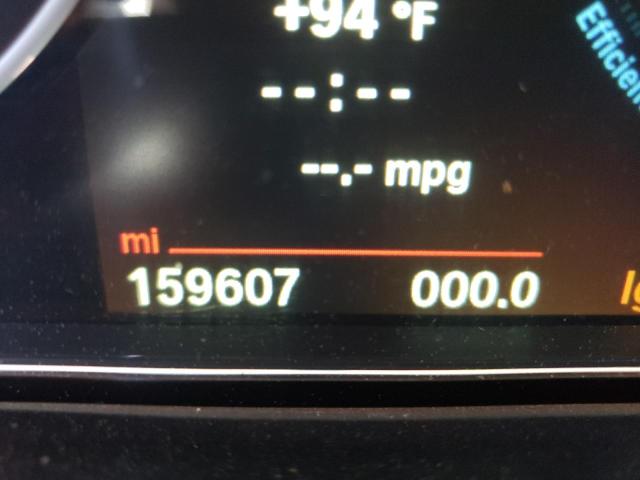 +94 °F
--:--
--.- mpg
mi
159607 000.0